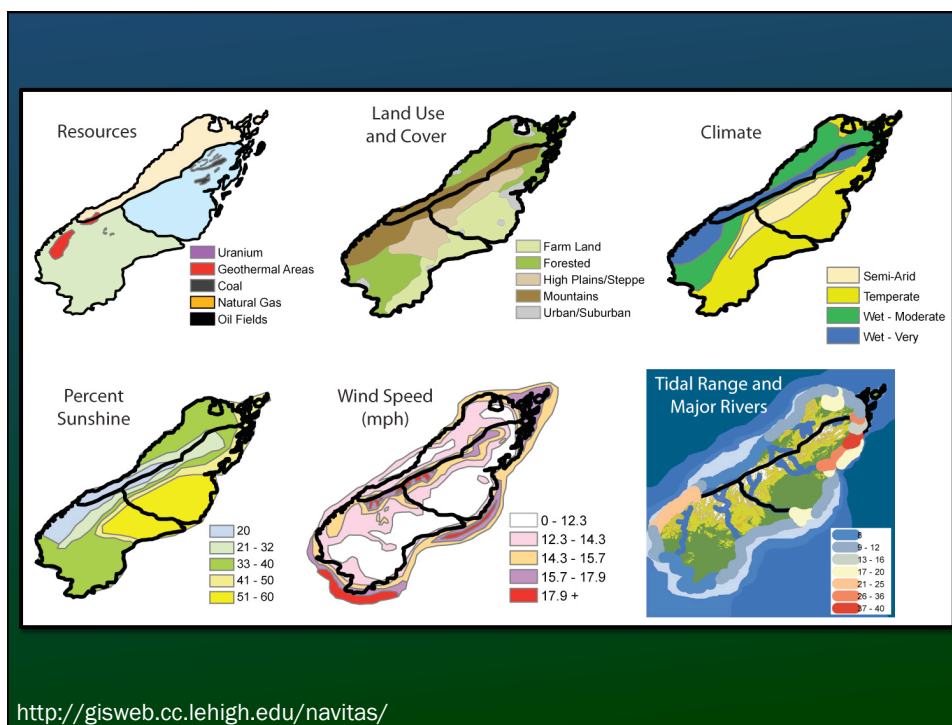 Resources
Uranium
Geothermal Areas
Coal
Natural Gas
Oil Fields
Land Use
and Cover
Farm Land
Forested
High Plains/Steppe
Mountains
Urban/Suburban
Climate
Semi-Arid
Temperate
Wet - Moderate
Wet - Very
Percent
Sunshine
20
21 - 32
33 - 40
41 - 50
51 - 60
Wind Speed
(mph)
0 - 12.3
12.3 - 14.3
14.3 - 15.7
15.7 - 17.9
17.9 +
Tidal Range and
Major Rivers
8
9 - 12
13 - 16
17 - 20
21 - 25
26 - 36
37 - 40
http://gisweb.cc.lehigh.edu/navitas/